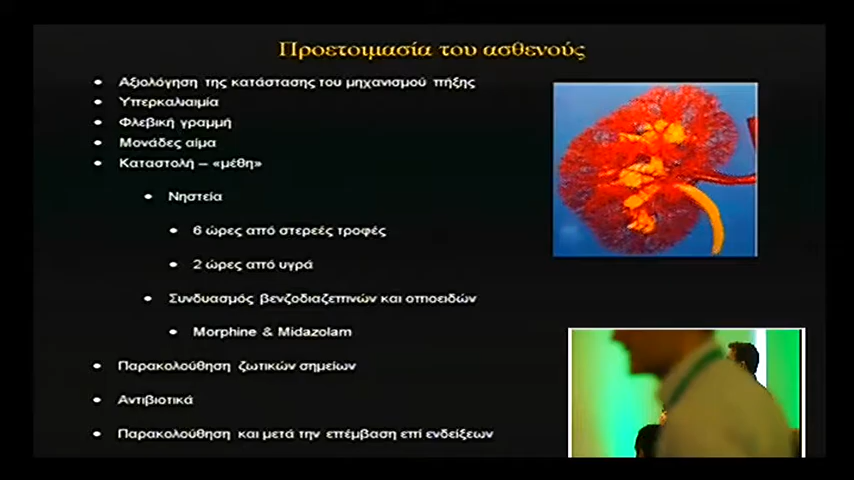 Προετοιμασία του ασθενούς
• Αξιολόγηση της κατάστασης του μηχανισμού πήξης
• Υπερκαλιαιμία
• Φλεβική γραμμή
• Μονάδες αίμα
• Καταστολή – «μέθη»
• Νηστεία
• 6 ώρες από στερεές τροφές
• 2 ώρες από υγρά
• Συνδυασμός βενζοδιαζεπινών και οπιοειδών
• Morphine & Midazolam
• Παρακολούθηση ζωτικών σημείων
• Αντιβιοτικά
• Παρακολούθηση και μετά την επέμβαση επί ενδείξεων